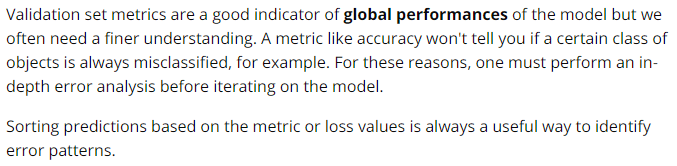 Validation set metrics are a good indicator of global performances of the model but we
often need a finer understanding. A metric like accuracy won't tell you if a certain class of
objects is always misclassified, for example. For these reasons, one must perform an in-
depth error analysis before iterating on the model.
Sorting predictions based on the metric or loss values is always a useful way to identify
error patterns.